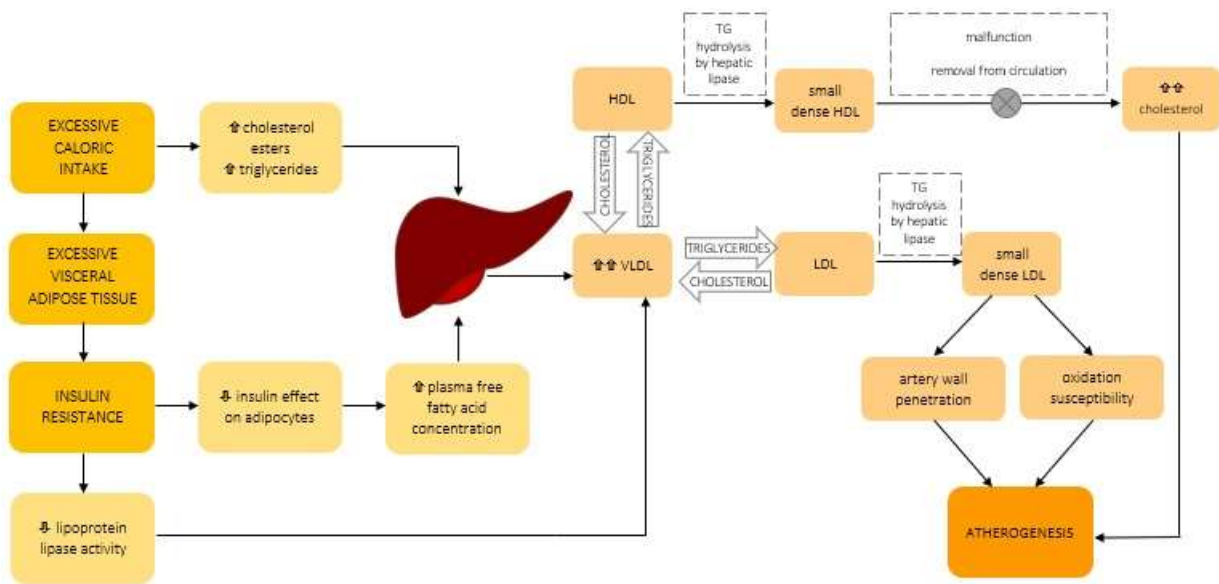 EXCESSIVE
CALORIC
INTAKE
⇧ cholesterol
esters
⇧ triglycerides
EXCESSIVE
VISCERAL
ADIPOSE TISSUE
INSULIN
RESISTANCE
⇩ insulin effect
on adipocytes
⇧ plasma free
fatty acid
concentration
⇩ lipoprotein
lipase activity
HDL
TG
hydrolysis
by hepatic
lipase
small
dense HDL
malfunction
removal from circulation
⇧⇧
cholesterol
CHOLESTEROL
TRIGLYCERIDES
⇧⇧ VLDL
TRIGLYCERIDES
CHOLESTEROL
LDL
TG
hydrolysis
by hepatic
lipase
small
dense LDL
artery wall
penetration
oxidation
susceptibility
ATHEROGENESIS